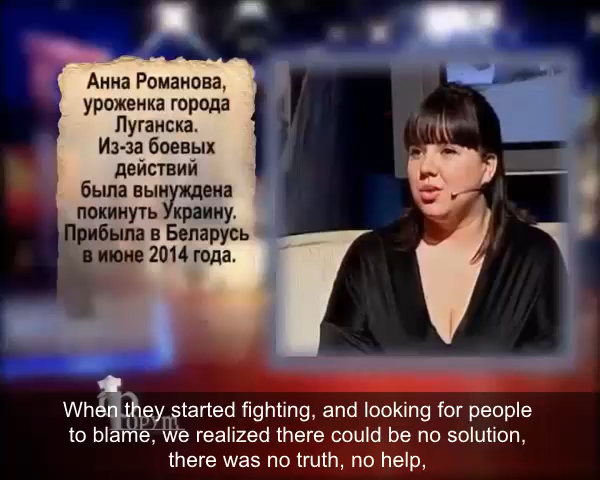 Анна Романова,
уроженка города
Луганска.
Из-за боевых
действий
была вынуждена
покинуть Украину.
Прибыла в Беларусь
в июне 2014 года.
When they started fighting, and looking for people
to blame, we realized there could be no solution,
there was no truth, no help,